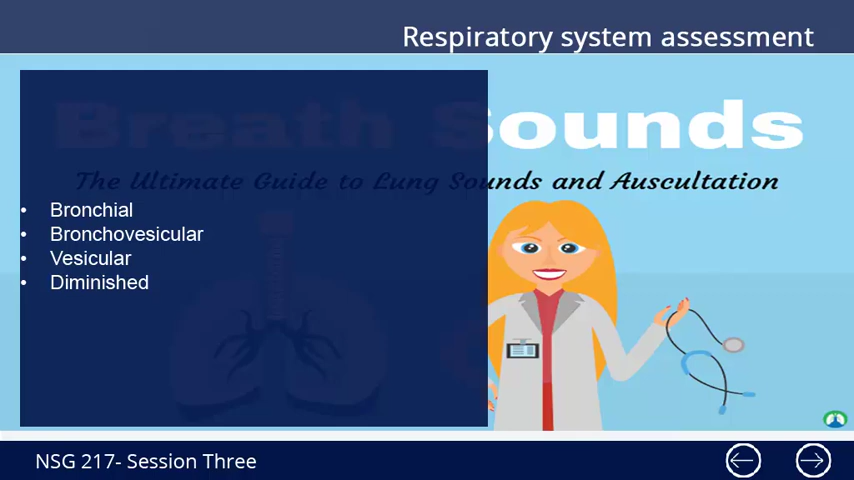 Respiratory system assessment
Breath Sounds
The Ultimate Guide to Lung Sounds and Auscultation
• Bronchial
• Bronchovesicular
• Vesicular
• Diminished
NSG 217- Session Three